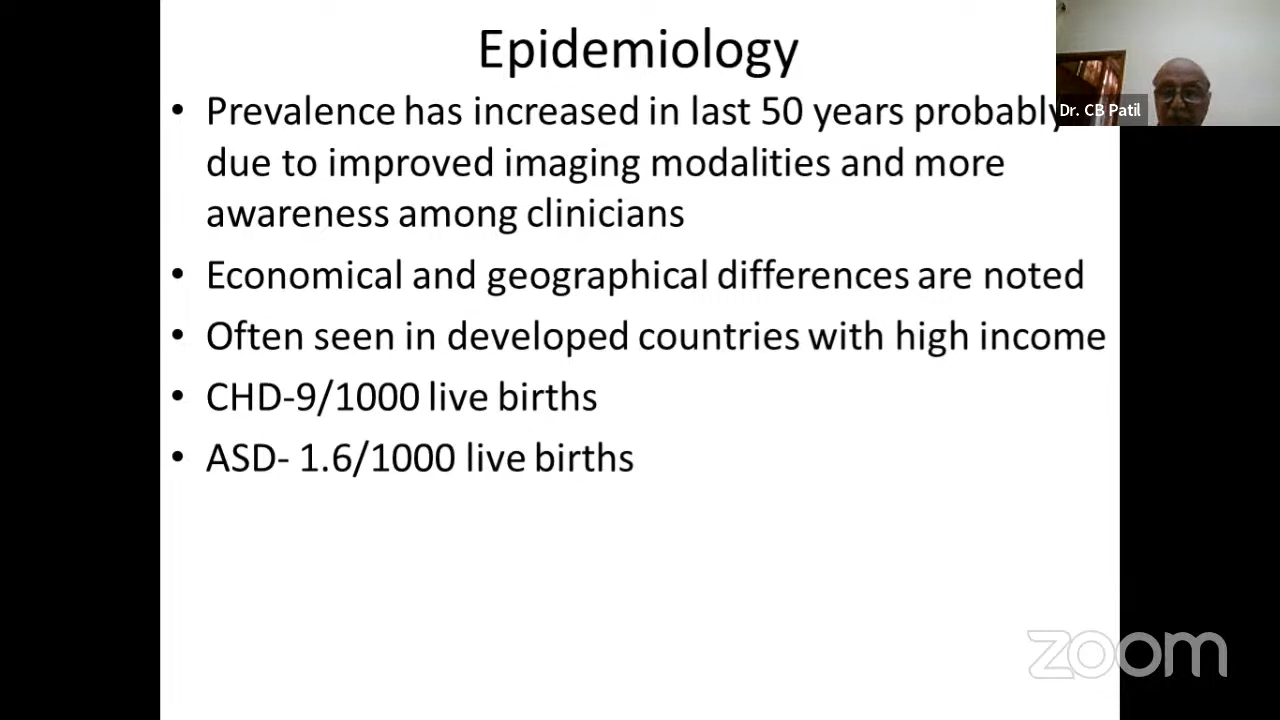 Epidemiology
• Prevalence has increased in last 50 years probably
due to improved imaging modalities and more
awareness among clinicians
• Economical and geographical differences are noted
• Often seen in developed countries with high income
• CHD-9/1000 live births
• ASD- 1.6/1000 live births
Dr. CB Patil
zoom